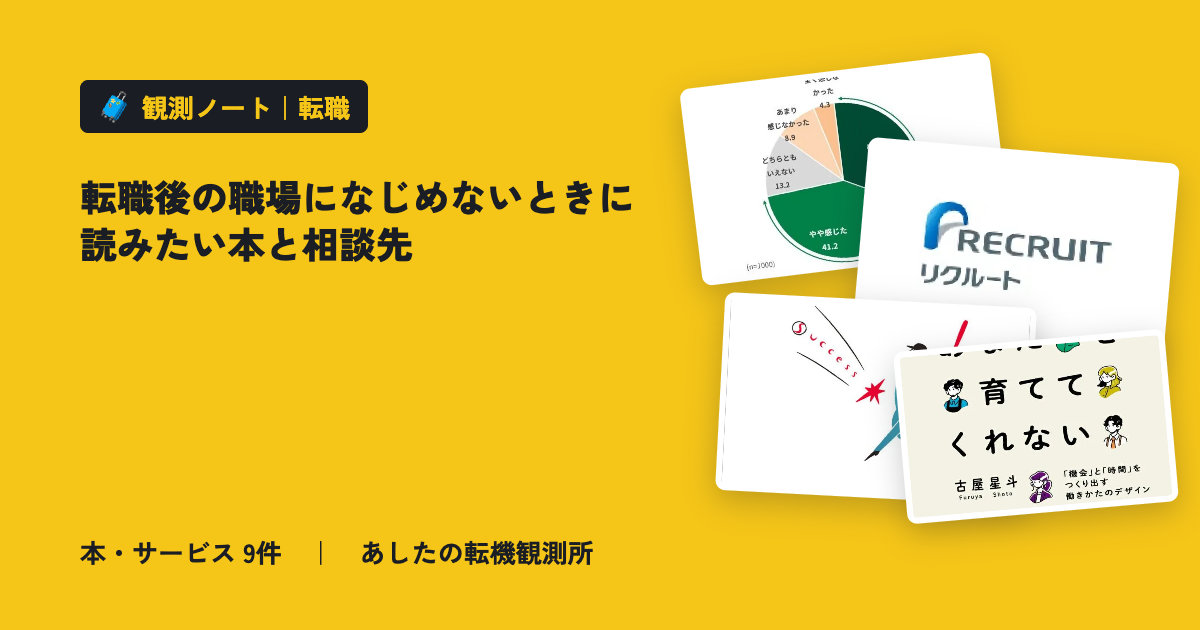 観測ノート｜転職
転職後の職場になじめないときに
読みたい本と相談先
本・サービス 9件 ｜ あしたの転機観測所
かった
4.3
あまり
感じなかった
8.9
どちらとも
いえない
13.2
やや感じた
41.2
(n=1000)
RECRUIT
リクルート
Success
育てて
くれない
古屋星斗
Furuya Shoto
「機会」と「時間」を
つくり出す
働きかたのデザイン